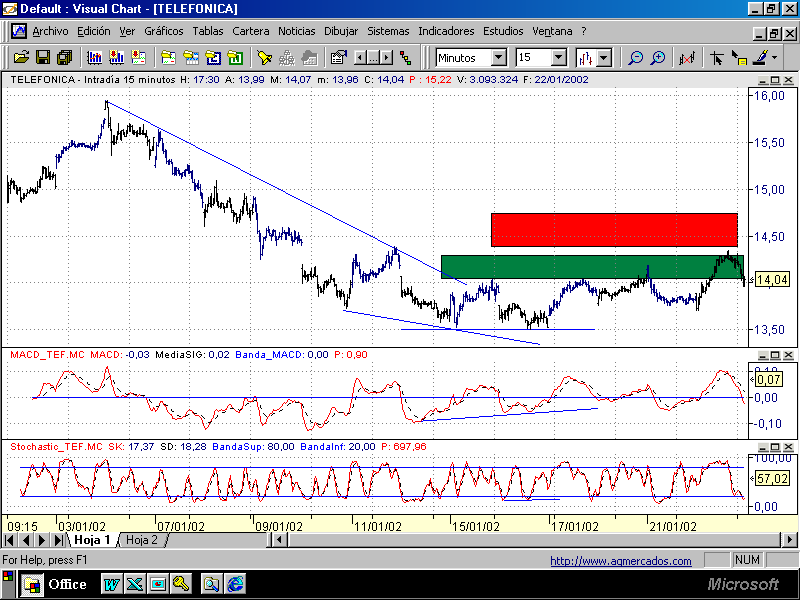 Default : Visual Chart - [TELEFONICA]
Archivo Edición Ver Gráficos Tablas Cartera Noticias Dibujar Sistemas Indicadores Estudios Ventana ?
Minutos 15
TELEFONICA - Intradía 15 minutos H: 17:30 A: 13,99 M: 14,07 m: 13,96 C: 14,04 P : 15,22 V: 3.093.324 F: 22/01/2002
16,00
15,50
15,00
14,50
14,04
13,50
MACD_TEF.MC MACD: -0,03 MediaSIG: 0,02 Banda_MACD: 0,00 P: 0,90
0,10
0,07
0,00
-0,10
Stochastic_TEF.MC SK: 17,37 SD: 18,28 BandaSup: 80,00 BandaInf: 20,00 P: 697,96
100,00
57,02
0,00
09:15 03/01/02 07/01/02 09/01/02 11/01/02 15/01/02 17/01/02 21/01/02
Hoja 1 Hoja 2
For Help, press F1 http://www.agmercados.com NUM
Office Microsoft